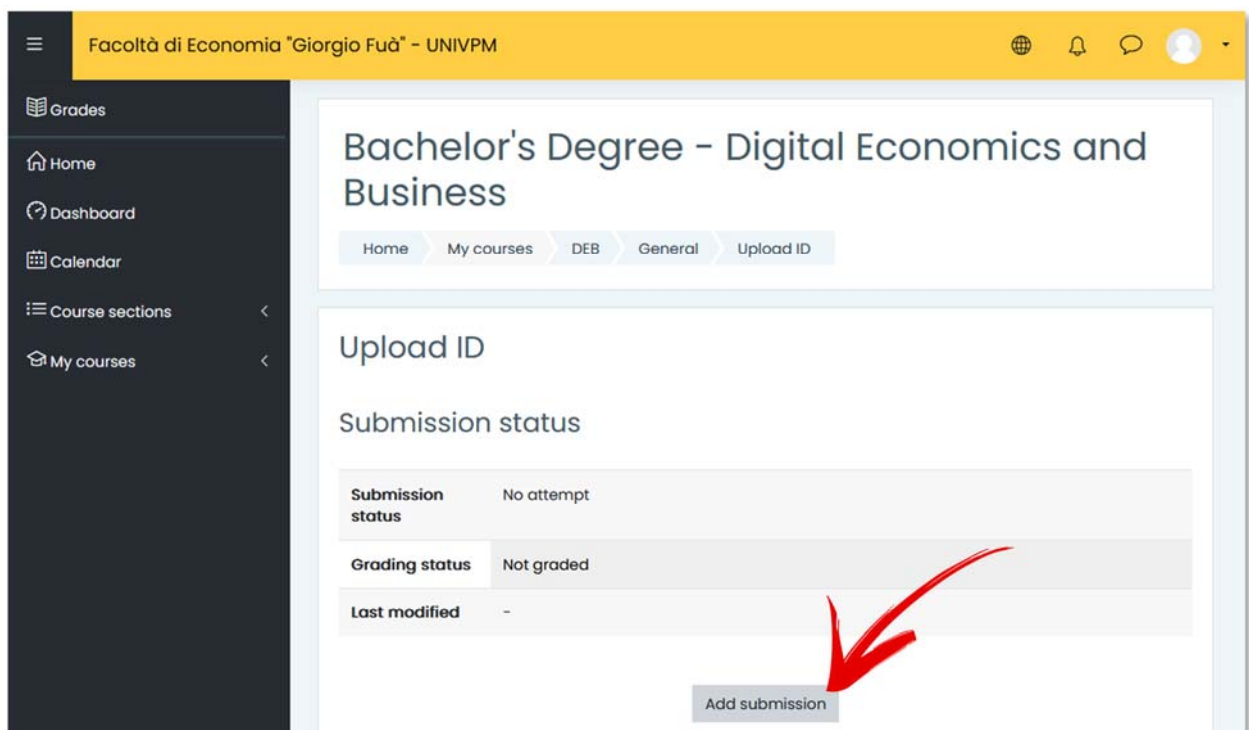 Facoltà di Economia "Giorgio Fuà" - UNIVPM
Grades
Home
Dashboard
Calendar
Course sections
My courses
Bachelor's Degree - Digital Economics and
Business
Home My courses DEB General Upload ID
Upload ID
Submission status
Submission
status
No attempt
Grading status Not graded
Last modified -
Add submission